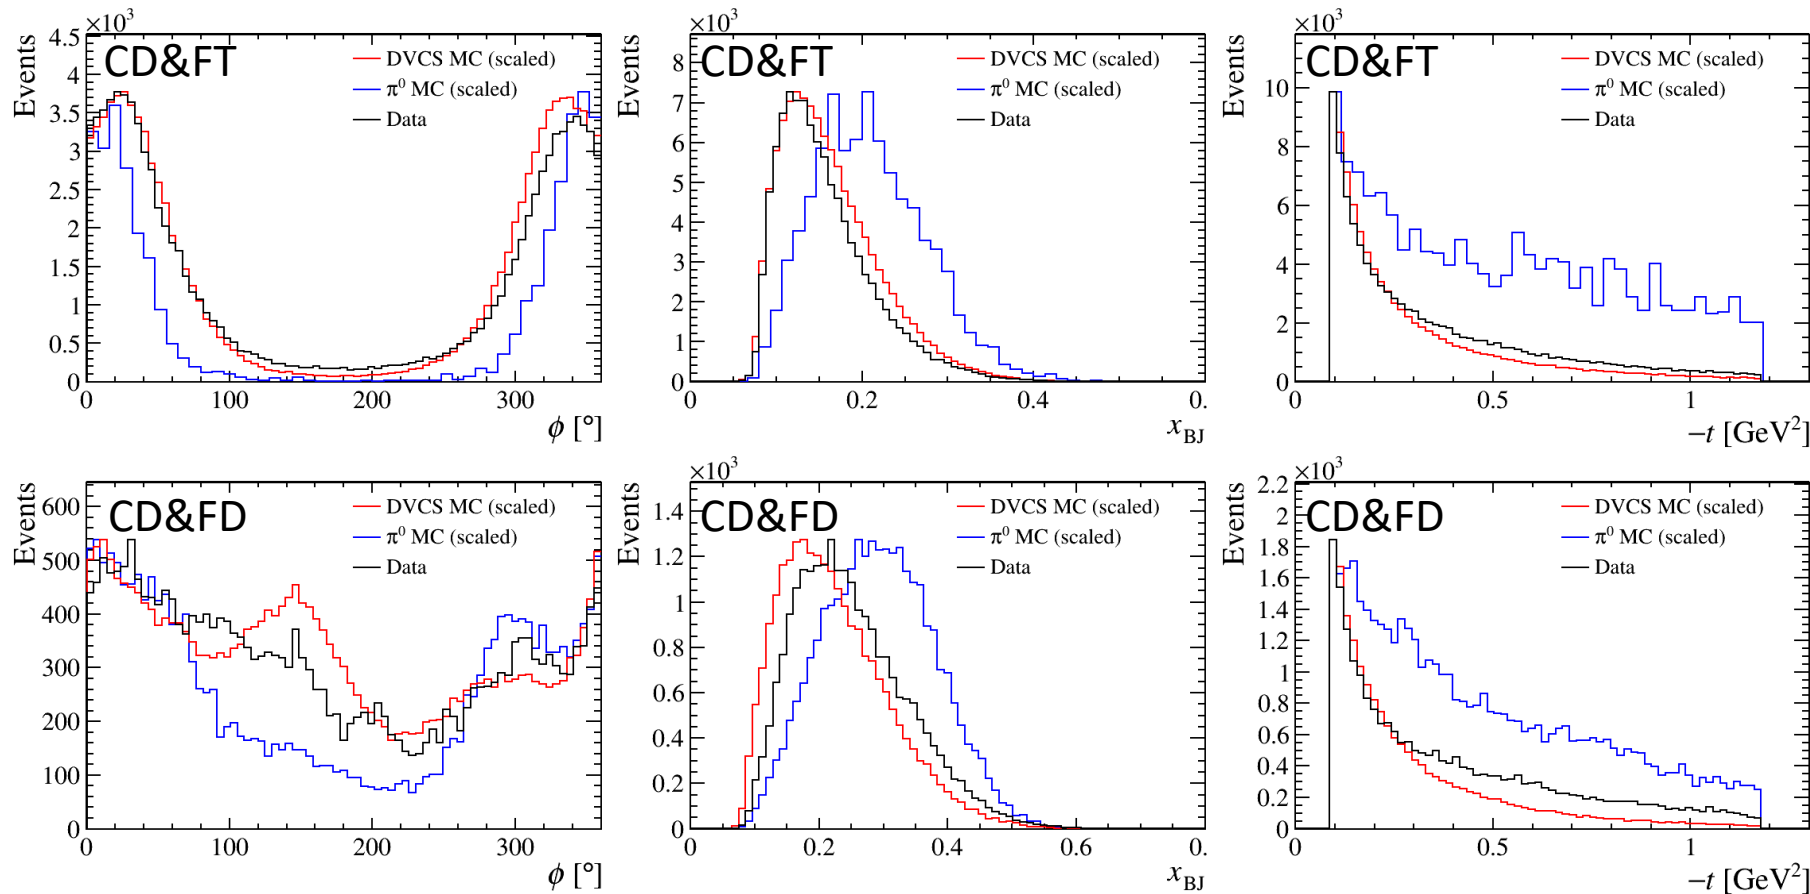 ×10³
Events
4.5
4
3.5
3
2.5
2
1.5
1
0.5
0
CD&FT
DVCS MC (scaled)
π⁰ MC (scaled)
Data
0 100 200 300
ϕ [°]
×10³
Events
8
7
6
5
4
3
2
1
0
CD&FT
DVCS MC (scaled)
π⁰ MC (scaled)
Data
0 0.2 0.4 0.
x_BJ
×10³
Events
10
8
6
4
2
0
CD&FT
DVCS MC (scaled)
π⁰ MC (scaled)
Data
0 0.5 1
−t [GeV²]
Events
600
500
400
300
200
100
0
CD&FD
DVCS MC (scaled)
π⁰ MC (scaled)
Data
0 100 200 300
ϕ [°]
×10³
Events
1.4
1.2
1
0.8
0.6
0.4
0.2
0
CD&FD
DVCS MC (scaled)
π⁰ MC (scaled)
Data
0 0.2 0.4 0.6 0.
x_BJ
×10³
Events
2.2
2
1.8
1.6
1.4
1.2
1
0.8
0.6
0.4
0.2
0
CD&FD
DVCS MC (scaled)
π⁰ MC (scaled)
Data
0 0.5 1
−t [GeV²]